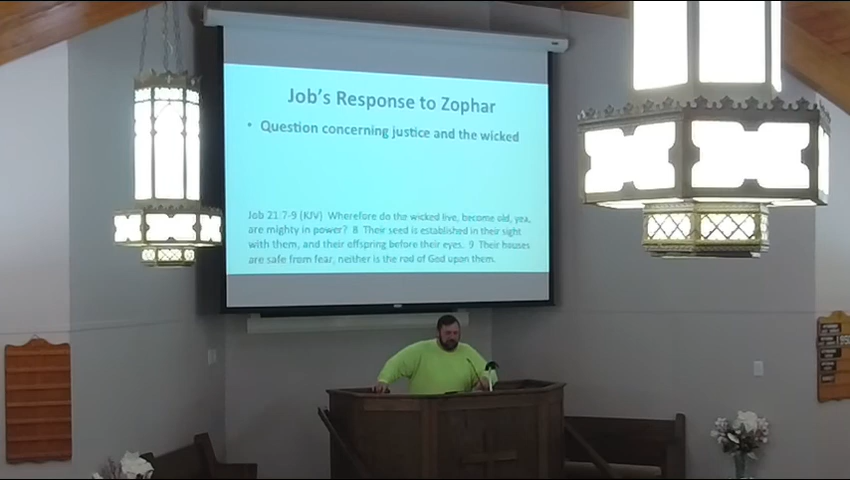 Job's Response to Zophar
• Question concerning justice and the wicked
Job 21:7-9 (KJV) Wherefore do the wicked live, become old, yea,
are mighty in power? 8 Their seed is established in their sight
with them, and their offspring before their eyes. 9 Their houses
are safe from fear, neither is the rod of God upon them.